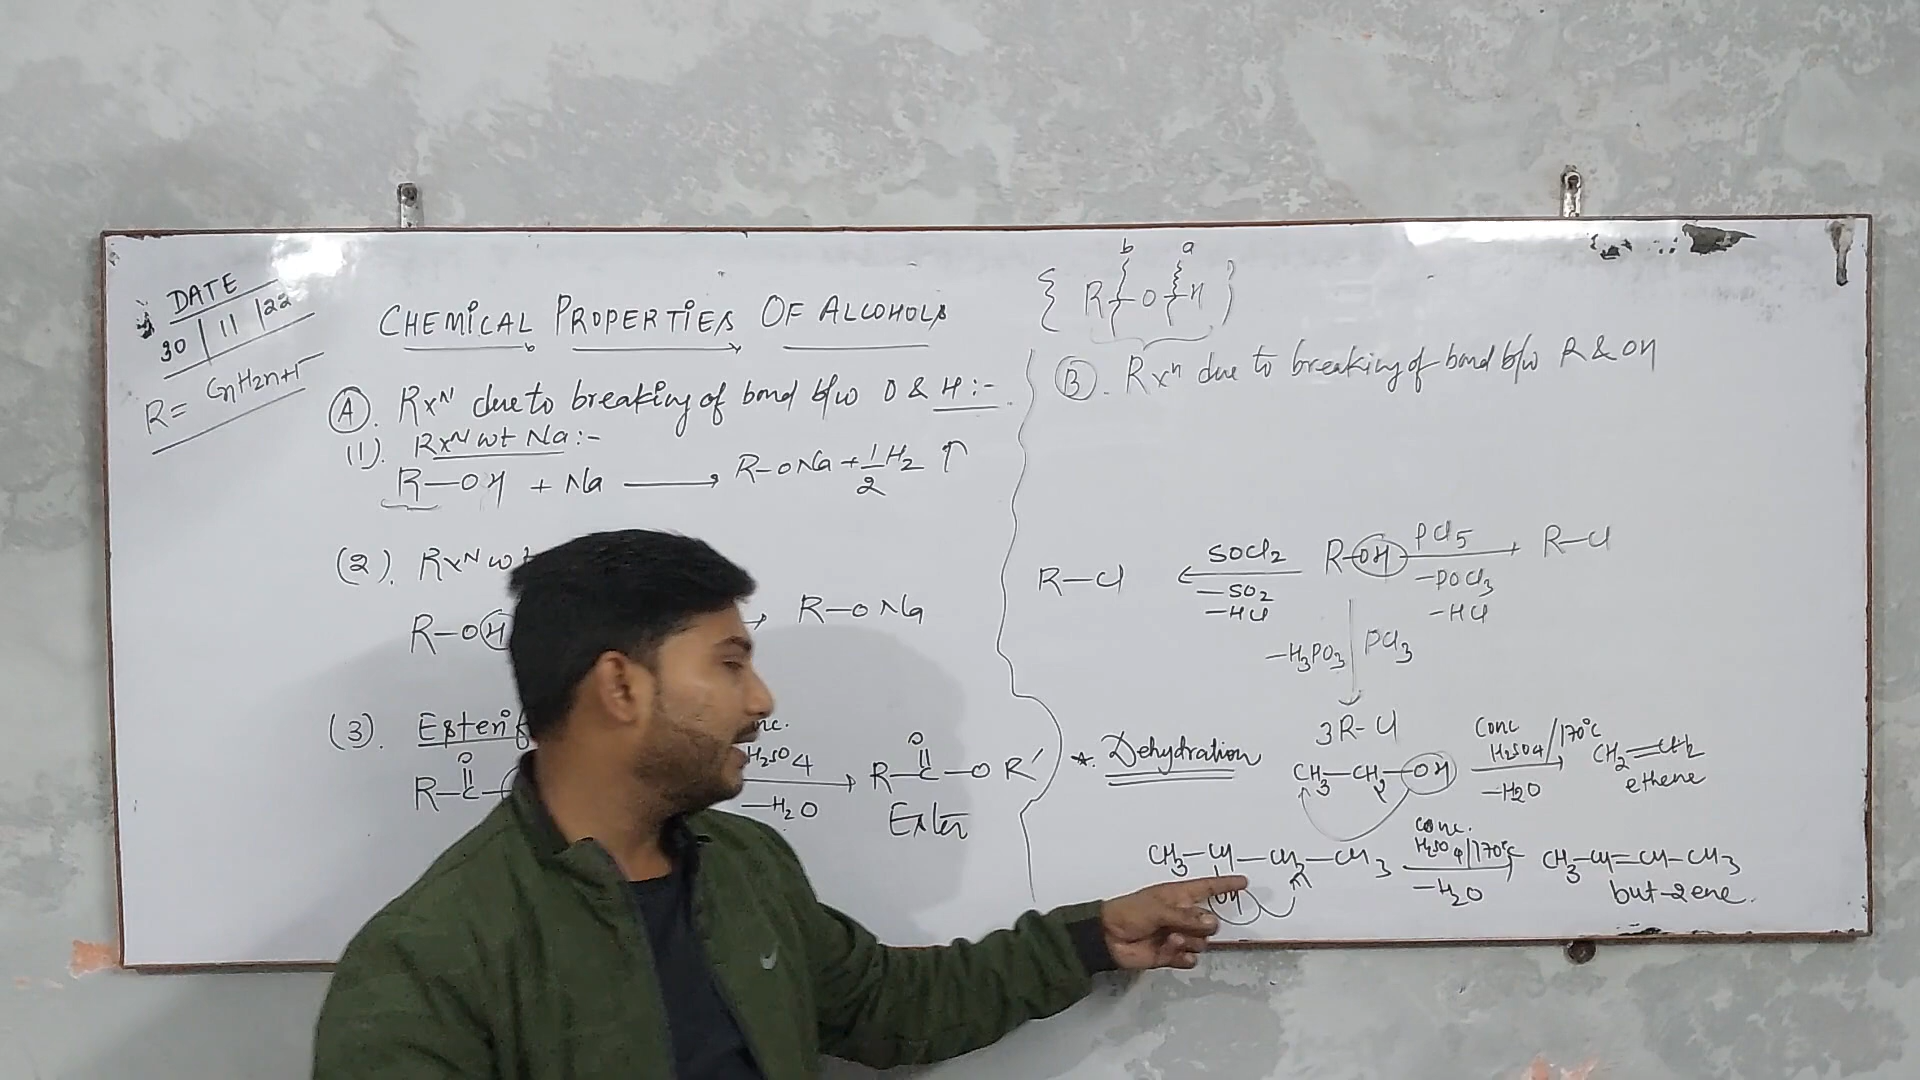 DATE
30 | 11 | 22
R = CnH2n+1
CHEMICAL PROPERTIES OF ALCOHOLS
(A). Rxⁿ due to breaking of bond b/w O & H :-
(1). Rxⁿ wt Na :-
R-OH + Na ⟶ R-ONa + 1/2 H2 ↑
(2). Rxⁿ w
R-OH → R-ONa
(3). Esterif
O
||
R-C- nc. H2SO4 → -H2O
O
||
R-C-O R'
Ester
b a
{ R-O-H }
(B). Rxⁿ due to breaking of bond b/w R & OH
R-Cl ← SOCl2 -SO2 -HCl R-OH PCl5 → -POCl3 -HCl R-Cl
-H3PO3 ↓ PCl3
3R-Cl
*. Dehydration
CH3-CH2-OH conc H2SO4/170°C → -H2O CH2=CH2
ethene
CH3-CH-CH2-CH3 conc. H2SO4/170°C → -H2O CH3-CH=CH-CH3
OH
but-2ene.